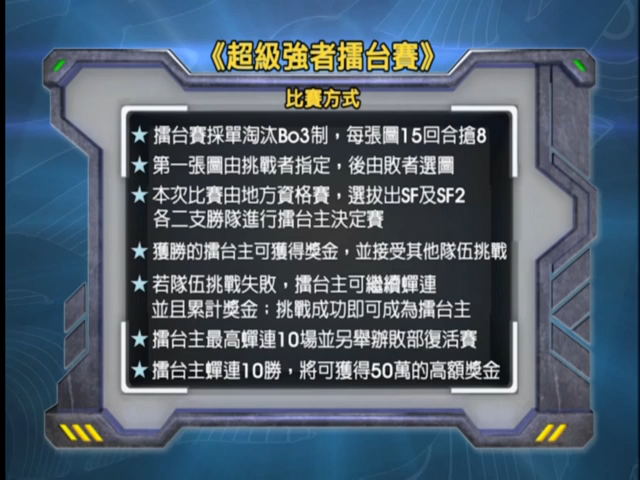 《超級強者擂台賽》
比賽方式
★ 擂台賽採單淘汰Bo3制，每張圖15回合搶8
★ 第一張圖由挑戰者指定，後由敗者選圖
★ 本次比賽由地方資格賽，選拔出SF及SF2
各二支勝隊進行擂台主決定賽
★ 獲勝的擂台主可獲得獎金，並接受其他隊伍挑戰
★ 若隊伍挑戰失敗，擂台主可繼續蟬連
並且累計獎金；挑戰成功即可成為擂台主
★ 擂台主最高蟬連10場並另舉辦敗部復活賽
★ 擂台主蟬連10勝，將可獲得50萬的高額獎金